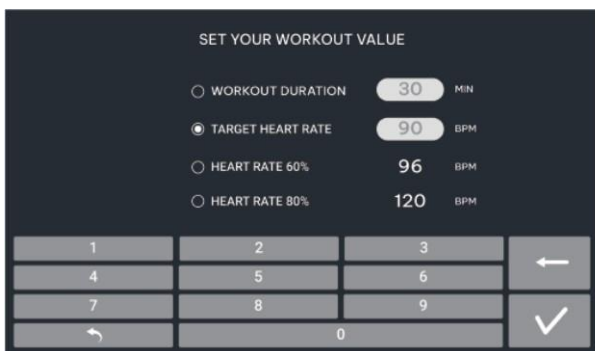 SET YOUR WORKOUT VALUE
WORKOUT DURATION 30 MIN
TARGET HEART RATE 90 BPM
HEART RATE 60% 96 BPM
HEART RATE 80% 120 BPM
1 2 3
4 5 6
7 8 9
0